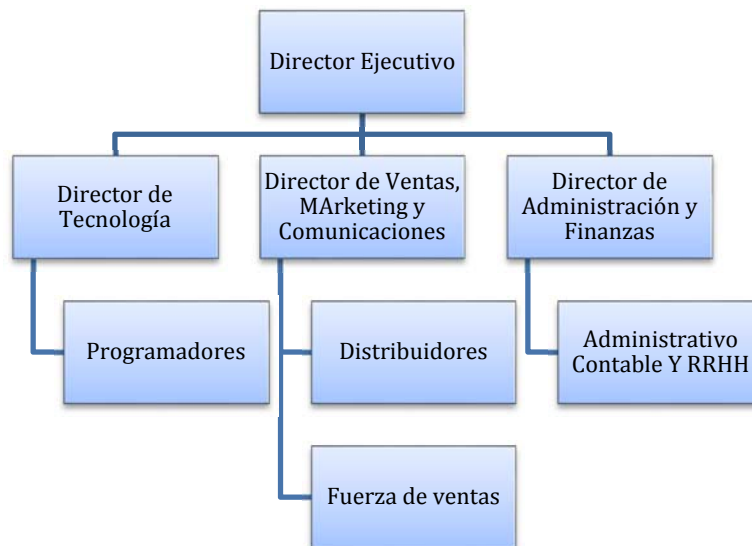 Director Ejecutivo
Director de
Tecnología
Director de Ventas,
MArketing y
Comunicaciones
Director de
Administración y
Finanzas
Programadores
Distribuidores
Administrativo
Contable Y RRHH
Fuerza de ventas